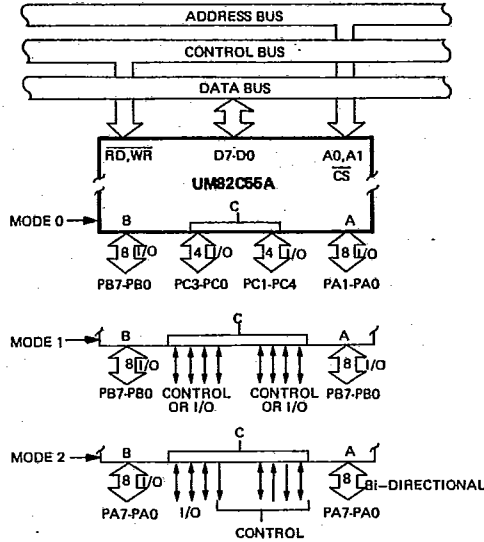 ADDRESS BUS
CONTROL BUS
DATA BUS
RD,WR D7-D0 A0,A1
CS
UM82C55A
C
MODE 0 B A
8 I/O 4 I/O 4 I/O 8 I/O
PB7-PB0 PC3-PC0 PC1-PC4 PA1-PA0
C
B A
MODE 1
8 I/O 8 I/O
PB7-PB0 CONTROL CONTROL PB7-PB0
OR I/O OR I/O
C
B A
MODE 2
8 I/O 8 Bi-DIRECTIONAL
PA7-PA0 I/O PA7-PA0
CONTROL